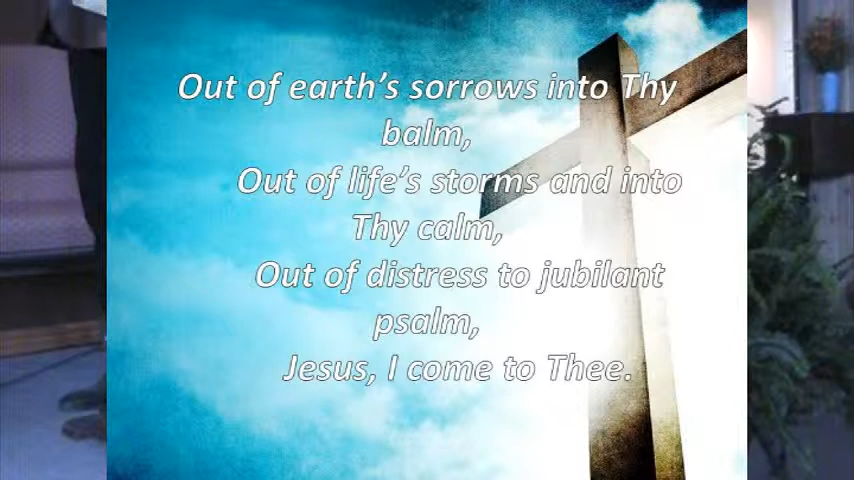 Out of earth's sorrows into Thy
balm,
Out of life's storms and into
Thy calm,
Out of distress to jubilant
psalm,
Jesus, I come to Thee.